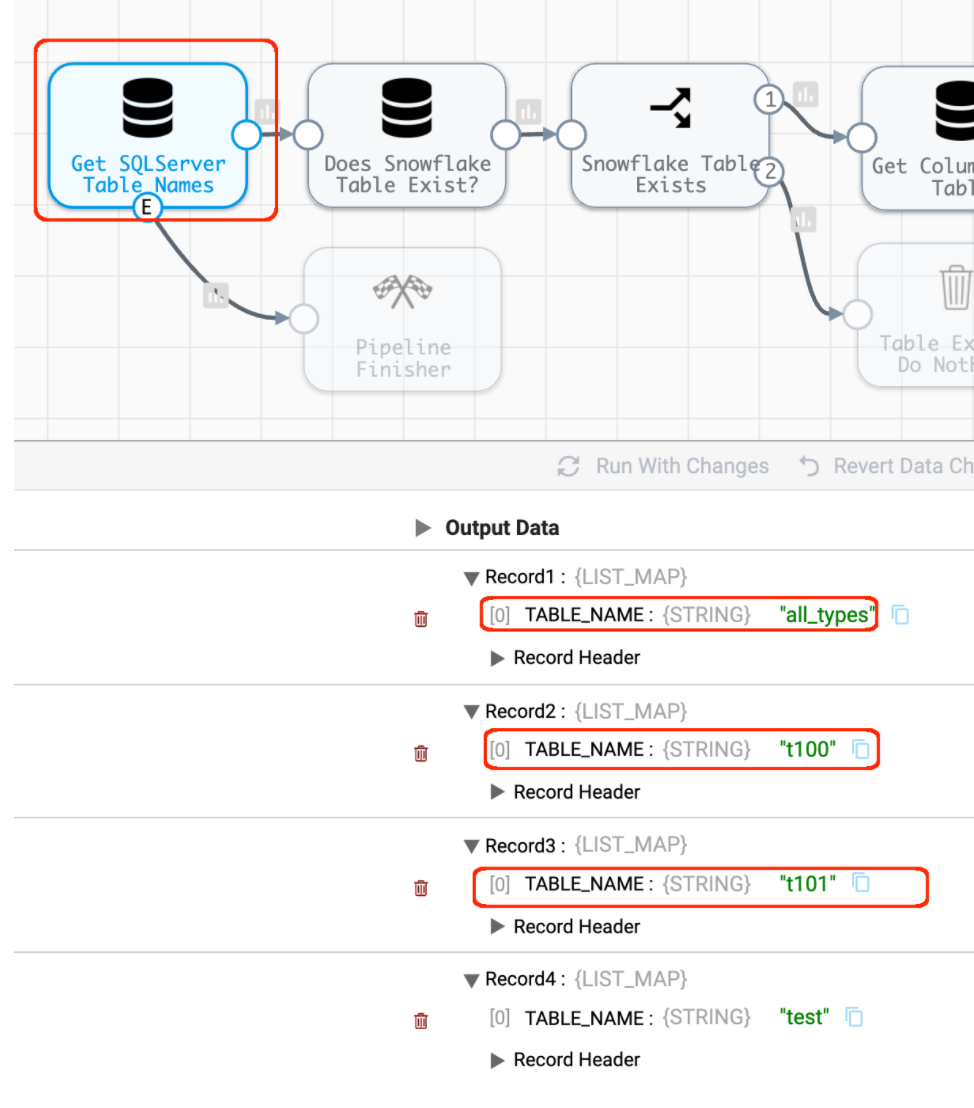 Get SQLServer
Table Names
E
Does Snowflake
Table Exist?
Snowflake Table
Exists
1
2
Get Colum
Tabl
Pipeline
Finisher
Table Ex
Do Noth
Run With Changes
Revert Data Ch
Output Data
Record1 : {LIST_MAP}
[0] TABLE_NAME : {STRING} "all_types"
Record Header
Record2 : {LIST_MAP}
[0] TABLE_NAME : {STRING} "t100"
Record Header
Record3 : {LIST_MAP}
[0] TABLE_NAME : {STRING} "t101"
Record Header
Record4 : {LIST_MAP}
[0] TABLE_NAME : {STRING} "test"
Record Header